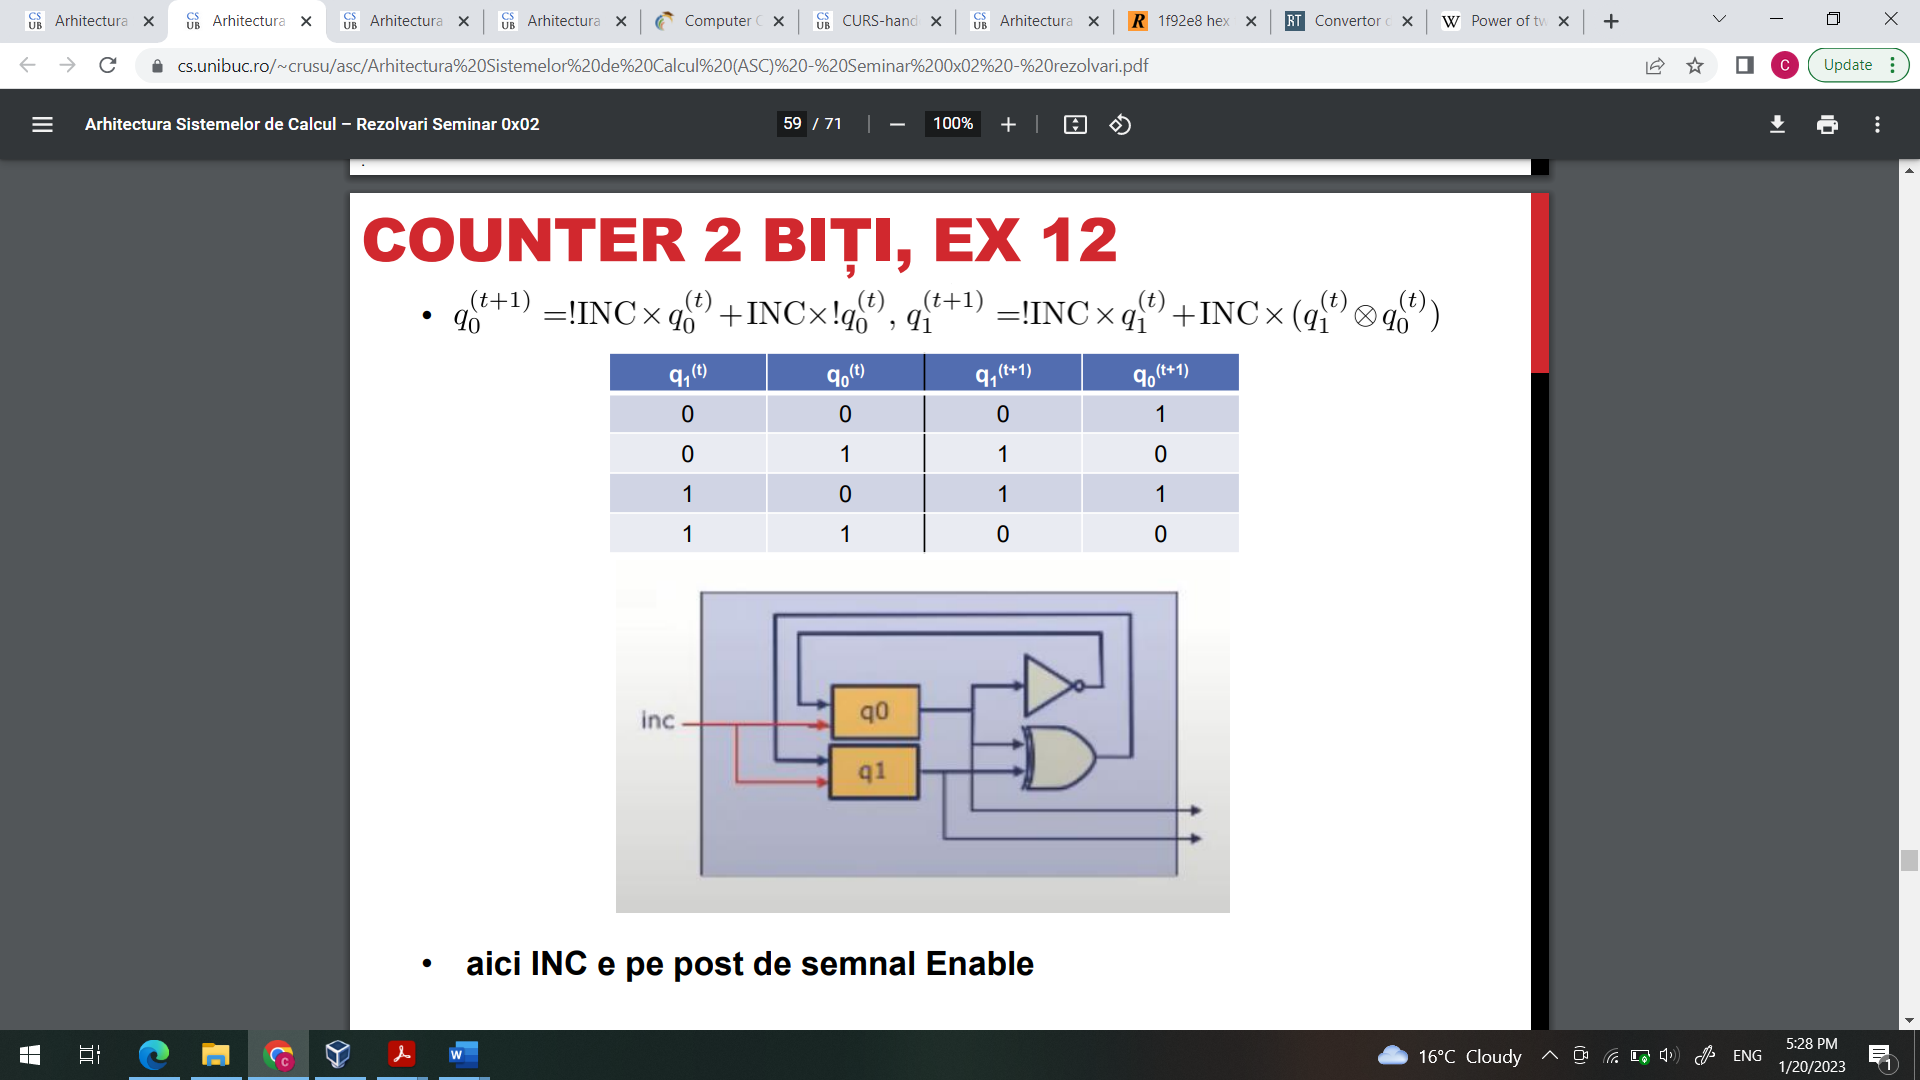 Arhitectura
Arhitectura
Arhitectura
Arhitectura
Computer
CURS-hand
Arhitectura
1f92e8 hex
Convertor
Power of tw
cs.unibuc.ro/~crusu/asc/Arhitectura%20Sistemelor%20de%20Calcul%20(ASC)%20-%20Seminar%200x02%20-%20rezolvari.pdf
C
Update
Arhitectura Sistemelor de Calcul – Rezolvari Seminar 0x02
59 / 71
100%
COUNTER 2 BIȚI, EX 12
• q₀⁽ᵗ⁺¹⁾ =!INC×q₀⁽ᵗ⁾+INC×!q₀⁽ᵗ⁾, q₁⁽ᵗ⁺¹⁾ =!INC×q₁⁽ᵗ⁾+INC×(q₁⁽ᵗ⁾⊗q₀⁽ᵗ⁾)
q₁⁽ᵗ⁾ q₀⁽ᵗ⁾ q₁⁽ᵗ⁺¹⁾ q₀⁽ᵗ⁺¹⁾
0 0 0 1
0 1 1 0
1 0 1 1
1 1 0 0
inc
q0
q1
• aici INC e pe post de semnal Enable
16°C Cloudy
ENG
5:28 PM
1/20/2023
1